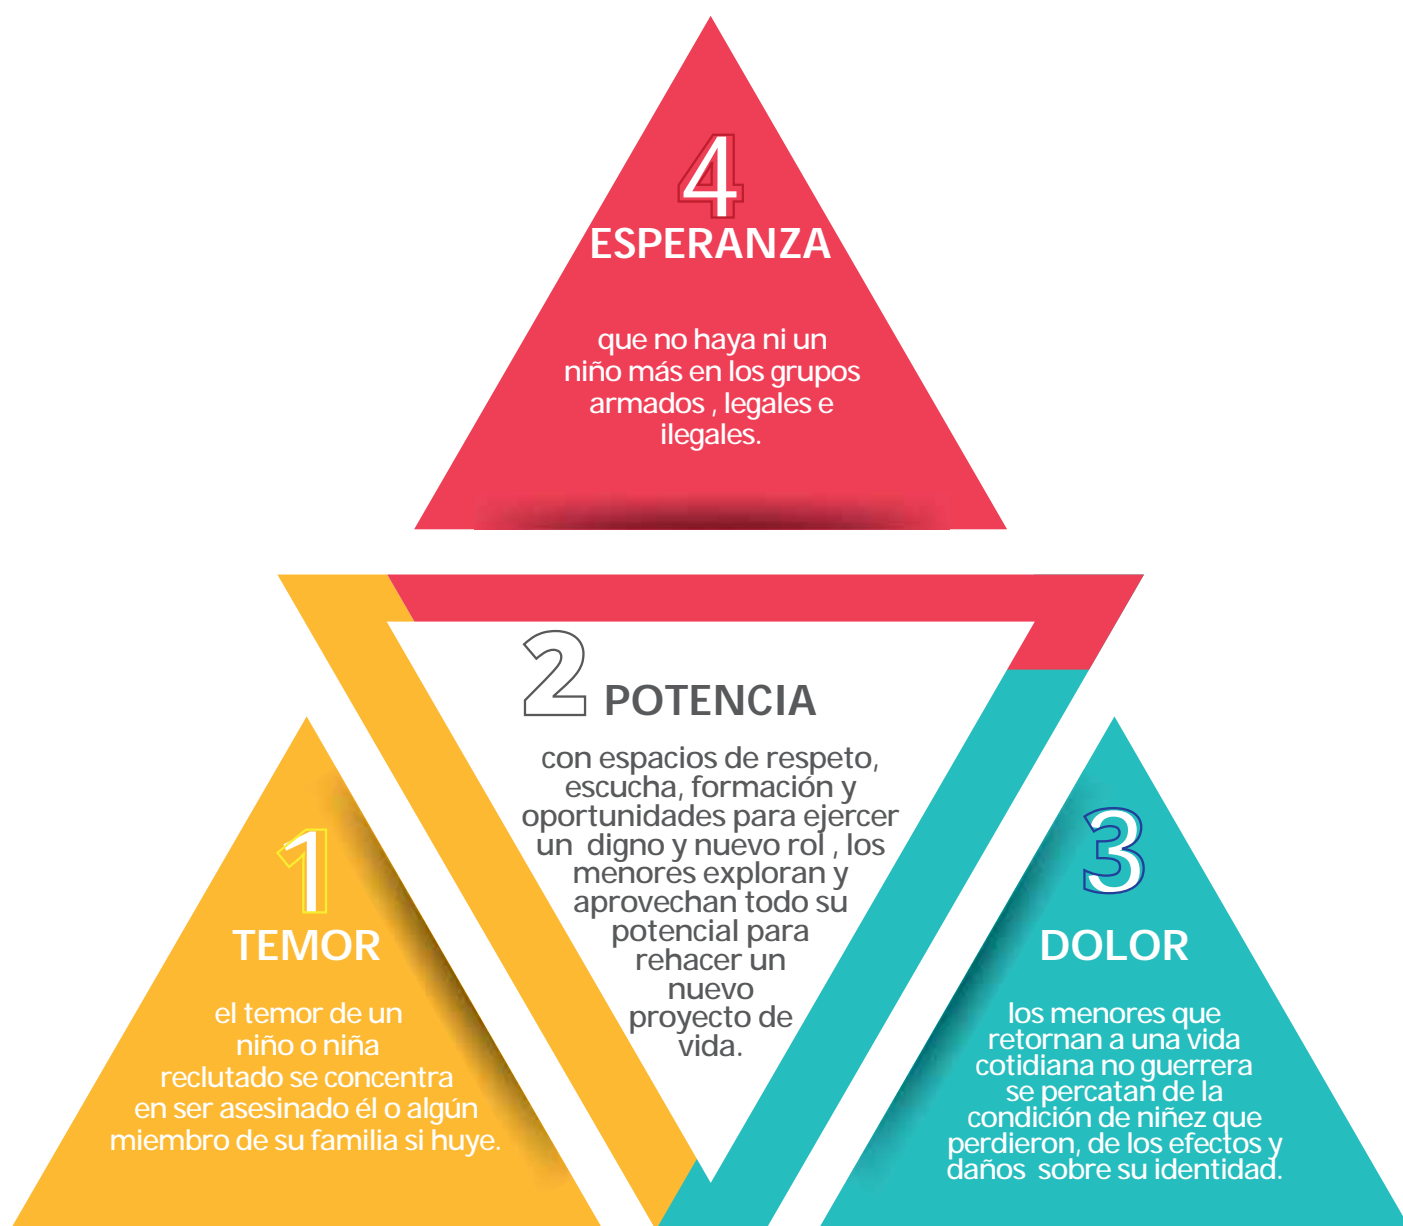 4
ESPERANZA
que no haya ni un
niño más en los grupos
armados , legales e
ilegales.
2 POTENCIA
con espacios de respeto,
escucha, formación y
oportunidades para ejercer
un digno y nuevo rol , los
menores exploran y
aprovechan todo su
potencial para
rehacer un
nuevo
proyecto de
vida.
1
TEMOR
el temor de un
niño o niña
reclutado se concentra
en ser asesinado él o algún
miembro de su familia si huye.
3
DOLOR
los menores que
retornan a una vida
cotidiana no guerrera
se percatan de la
condición de niñez que
perdieron, de los efectos y
daños sobre su identidad.